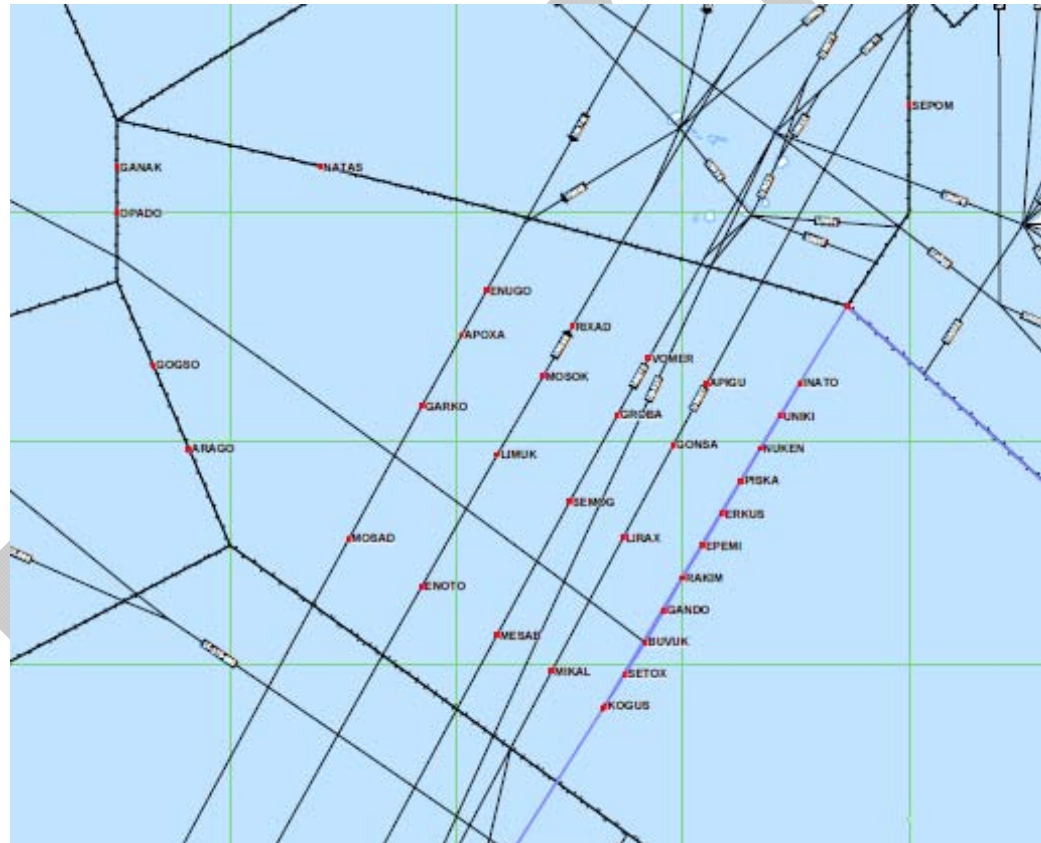 SEPOM
GANAK
NATAS
OPADO
ENUGO
RIXAD
APOXA
VOMER
GOGSO
MOSOK
APIGU
INATO
GARKO
GROBA
UNIKI
GONSA
ARAGO
NUKEN
LIMUK
PISKA
SEMOG
ERKUS
MOSAD
LIRAX
EPEMI
RAKIM
ENOTO
GANDO
MESAB
BUVUK
MIKAL
SETOX
KOGUS